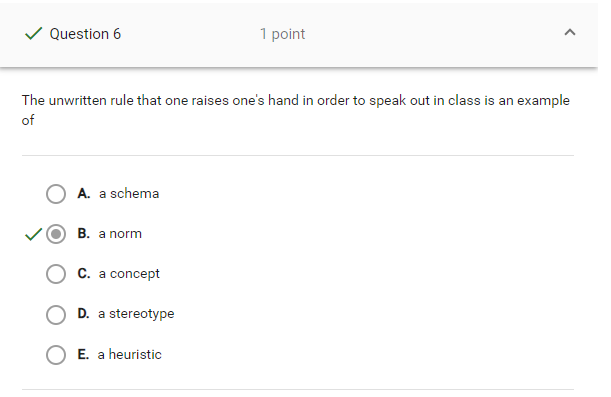 Question 6 1 point
The unwritten rule that one raises one's hand in order to speak out in class is an example
of
A. a schema
B. a norm
C. a concept
D. a stereotype
E. a heuristic